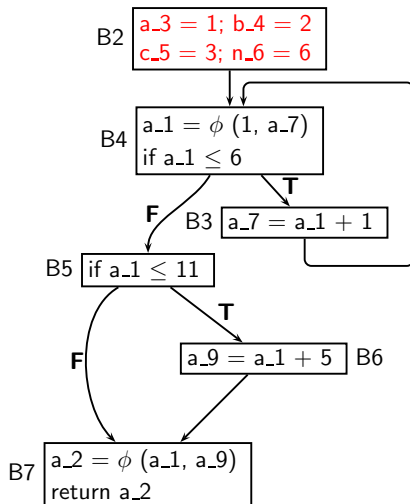 B2
a_3 = 1; b_4 = 2
c_5 = 3; n_6 = 6
B4
a_1 = ϕ (1, a_7)
if a_1 ≤ 6
F
T
B3
a_7 = a_1 + 1
B5
if a_1 ≤ 11
F
T
a_9 = a_1 + 5
B6
B7
a_2 = ϕ (a_1, a_9)
return a_2